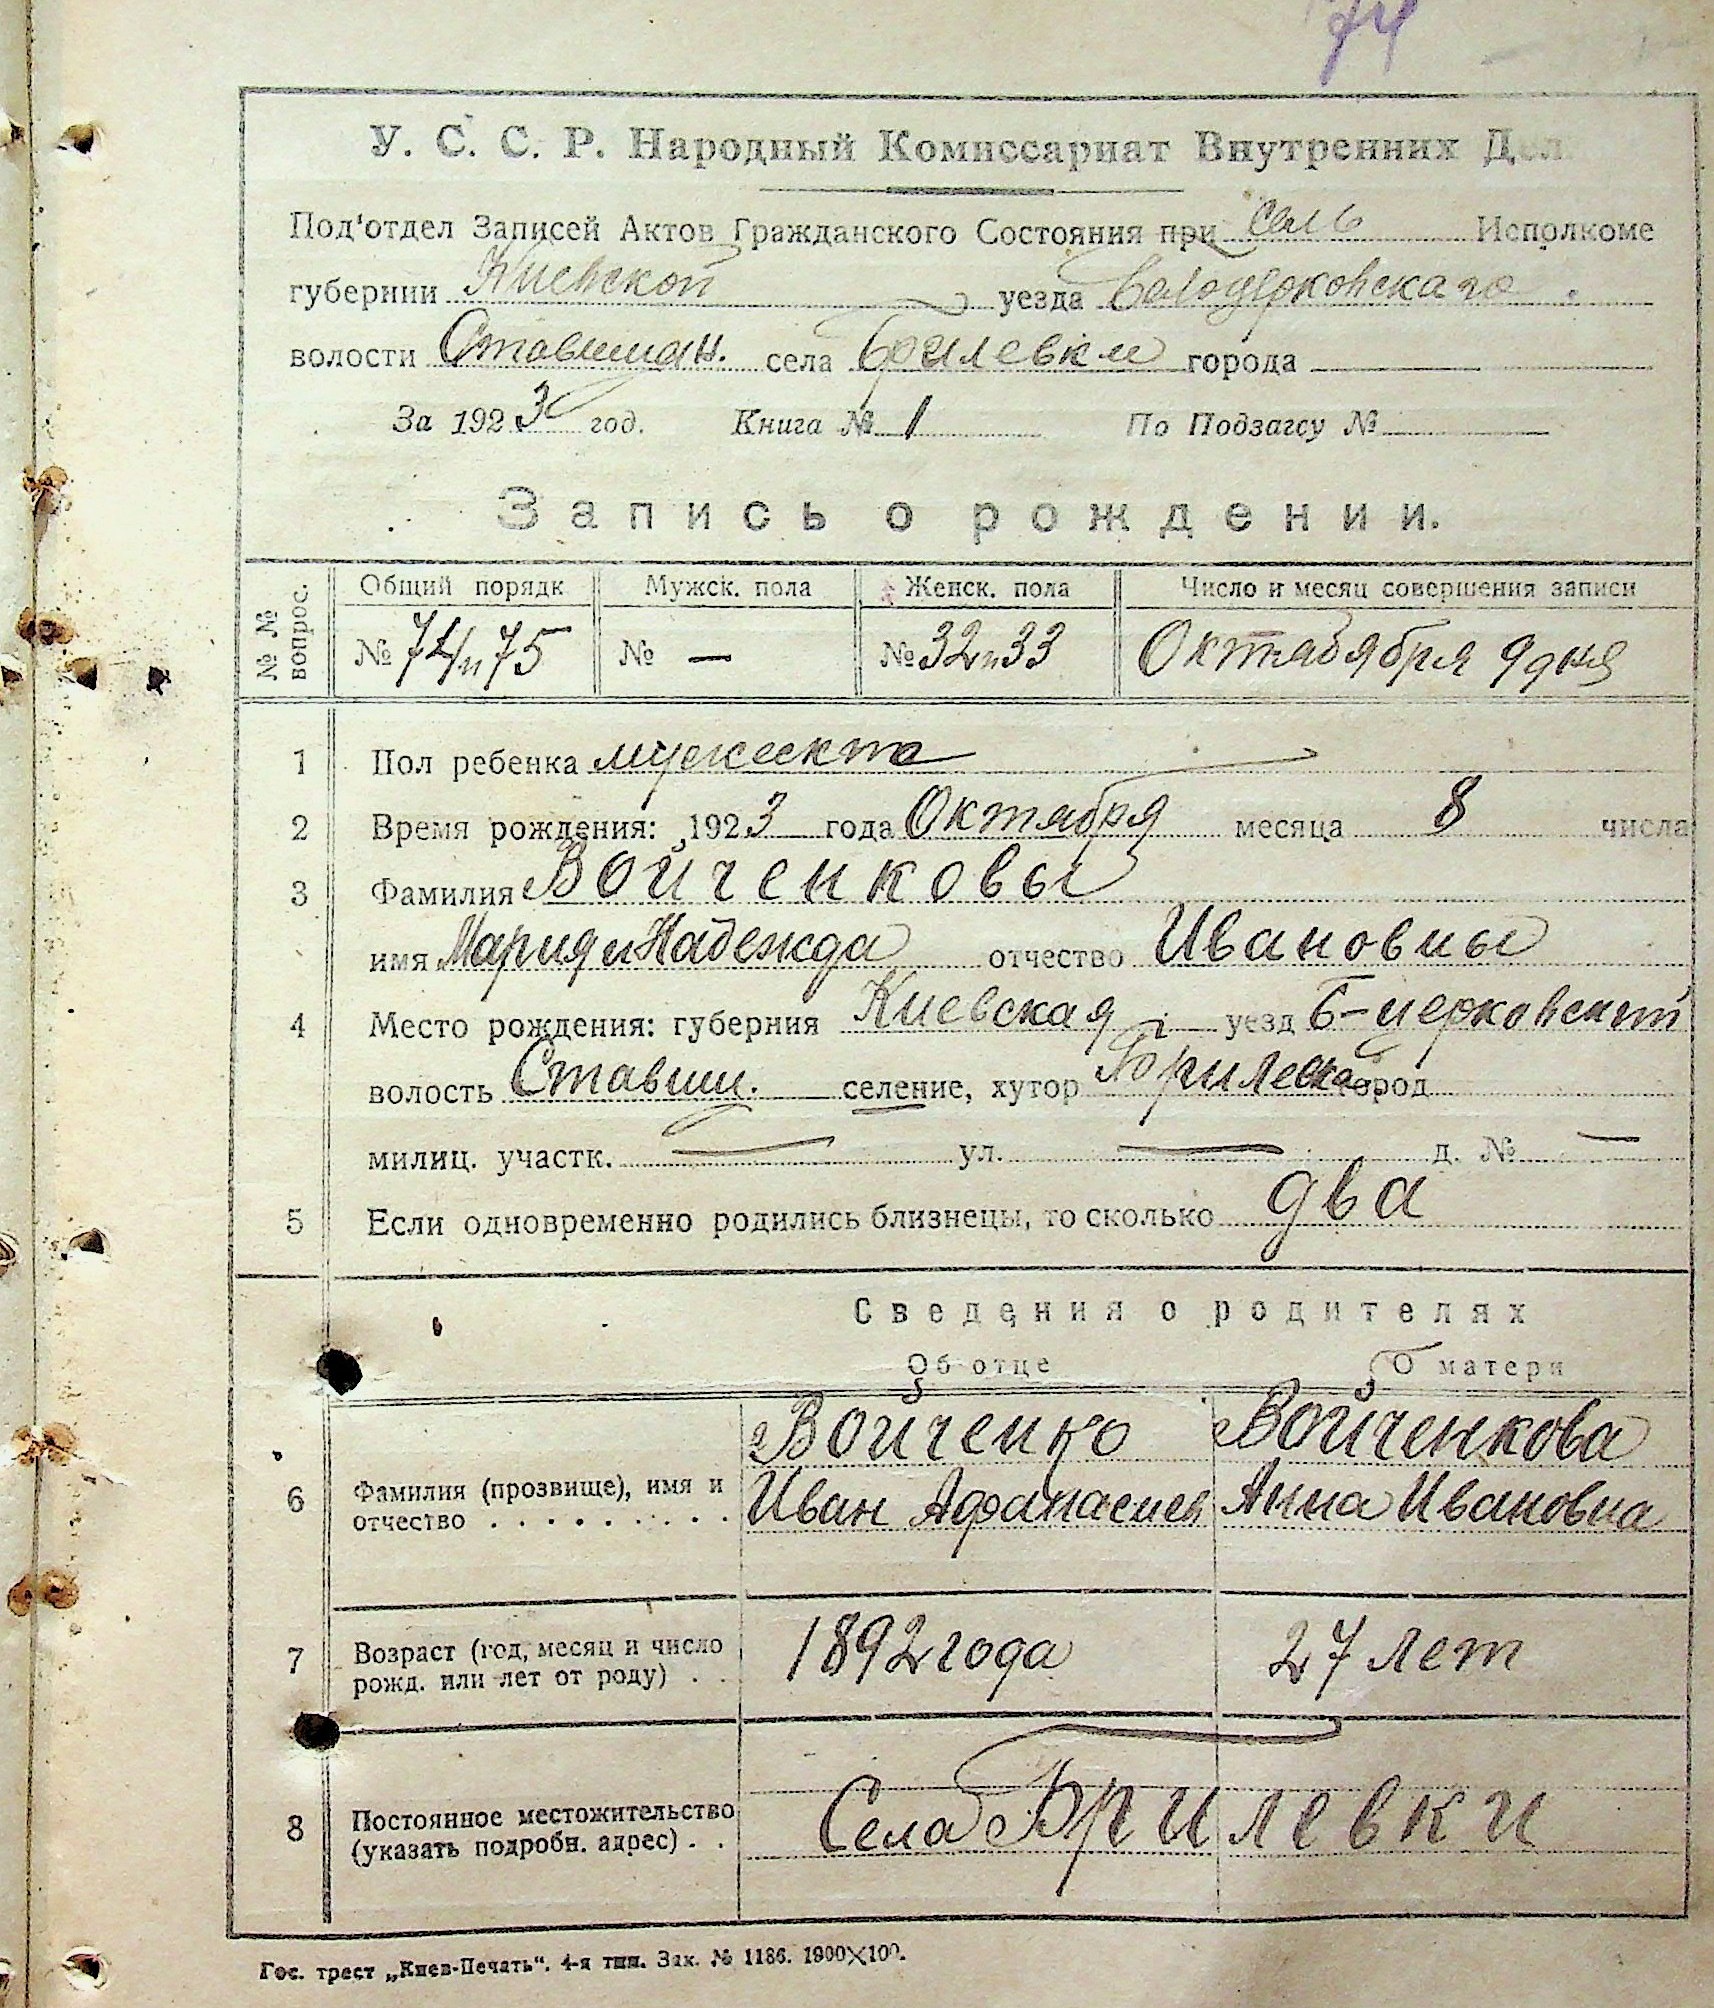 74
У. С. С. Р. Народный Комиссариат Внутренних Дел.
Под'отдел Записей Актов Гражданского Состояния при Сель Исполкоме
губернии Киевской уезда Белоцерковскаго
волости Ставищан. села Брилевки города
За 1923 год. Книга № 1 По Подзагсу №
Запись о рождении.
№ № вопрос. Общий порядк Мужск. пола Женск. пола Число и месяц совершения записи
№ 74 и 75 № — № 32 и 33 Октября 9 дня
1 Пол ребенка
2 Время рождения: 1923 года Октября месяца 8 числа
3 Фамилия Войченковы
имя Мария и Надежда отчество Ивановны
4 Место рождения: губерния Киевская уезд Б-церковский
волость Ставищ. селение, хутор Брилевка город
милиц. участк. — ул. — д. № —
5 Если одновременно родились близнецы, то сколько два
Сведения о родителях
Об отце О матери
Войченко Войченкова
6 Фамилия (прозвище), имя и отчество . . . . . . . . . Иван Афанасиев Анна Ивановна
7 Возраст (год, месяц и число рожд. или лет от роду) . . 1892 года 27 лет
8 Постоянное местожительство (указать подробн. адрес) . . Села Брилевки
Гос. трест „Киев-Печать“. 4-я тип. Зак. № 1186. 1900×100.